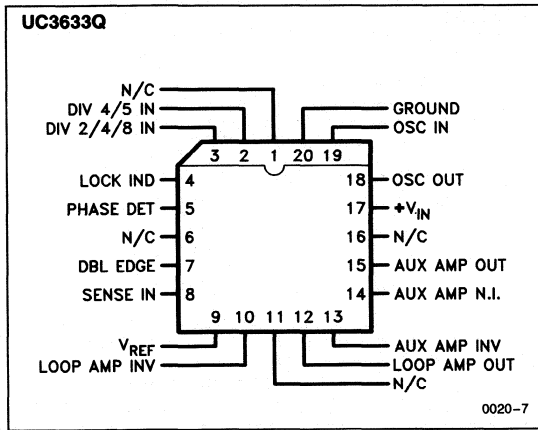 UC3633Q
N/C
DIV 4/5 IN
DIV 2/4/8 IN
GROUND
OSC IN
3 2 1 20 19
LOCK IND 4
18 OSC OUT
PHASE DET 5
17 +VIN
N/C 6
16 N/C
DBL EDGE 7
15 AUX AMP OUT
SENSE IN 8
14 AUX AMP N.I.
9 10 11 12 13
VREF
AUX AMP INV
LOOP AMP INV
LOOP AMP OUT
N/C
0020-7